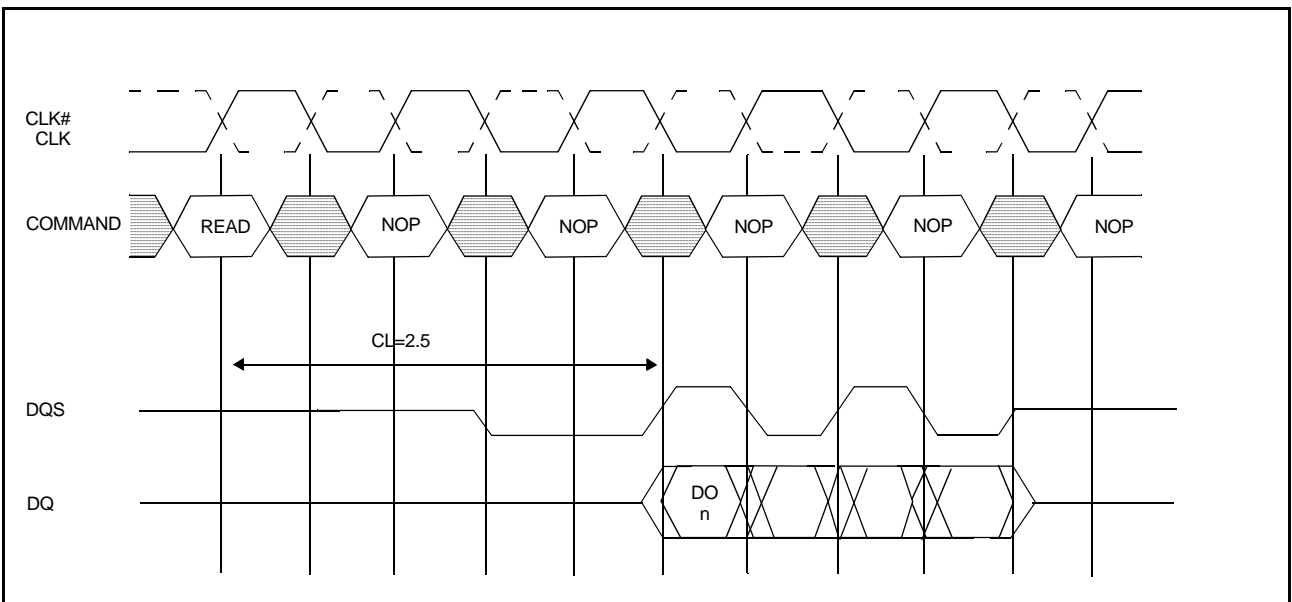 CLK#
CLK
COMMAND READ NOP NOP NOP NOP NOP
CL=2.5
DQS
DQ
DO
n